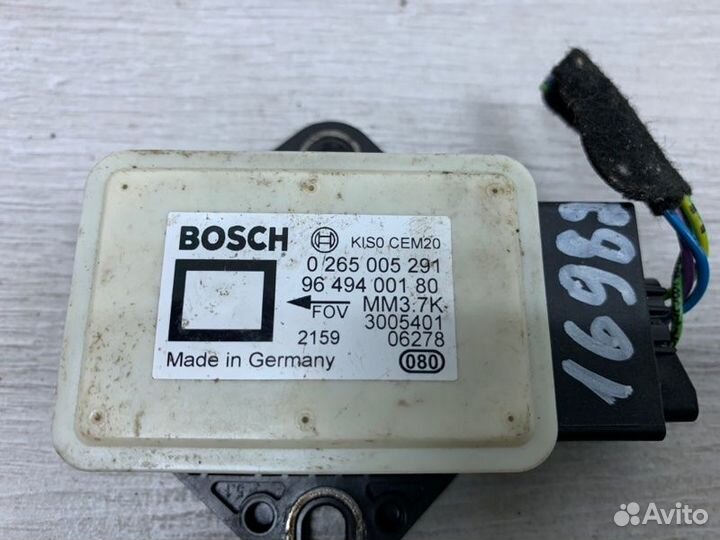 BOSCH KIS0 CEM20
0 265 005 291
96 494 001 80
FOV MM3.7K
3005401
2159 06278
Made in Germany 080
Avito